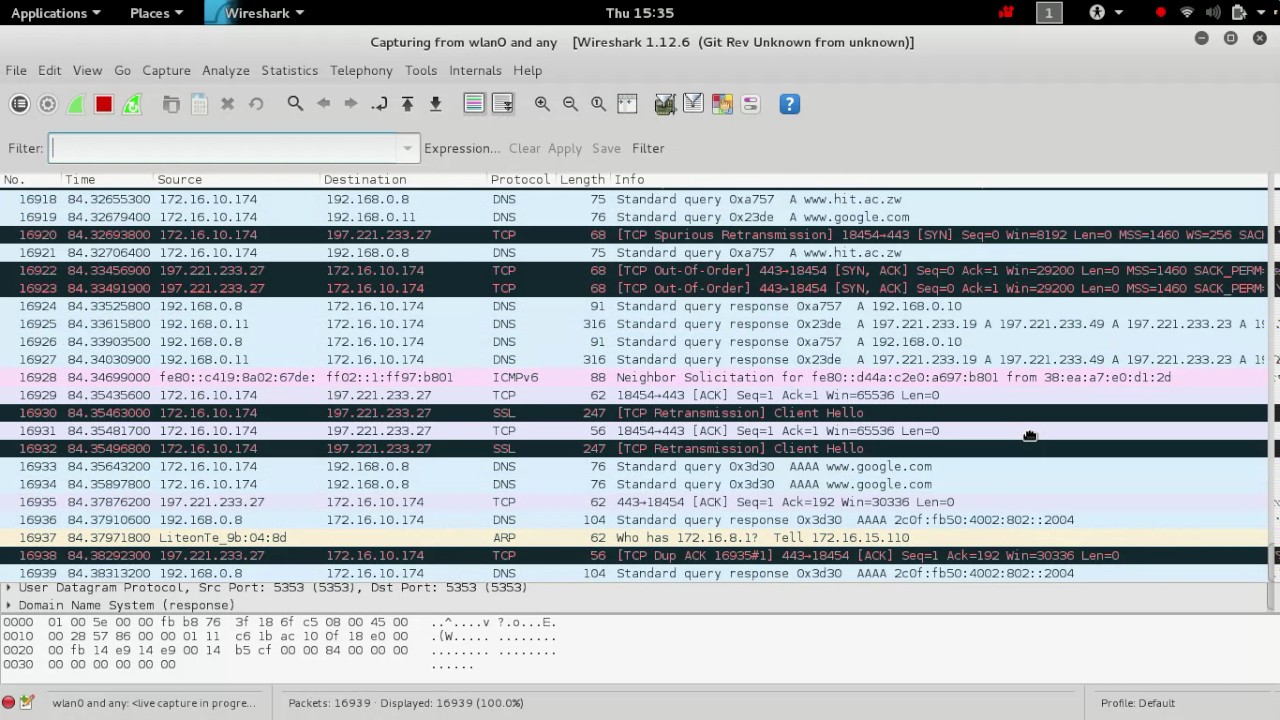 Applications Places Wireshark Thu 15:35 1
Capturing from wlan0 and any [Wireshark 1.12.6 (Git Rev Unknown from unknown)]
File Edit View Go Capture Analyze Statistics Telephony Tools Internals Help
Filter: Expression... Clear Apply Save Filter
No. Time Source Destination Protocol Length Info
16918 84.32655300 172.16.10.174 192.168.0.8 DNS 75 Standard query 0xa757 A www.hit.ac.zw
16919 84.32679400 172.16.10.174 192.168.0.11 DNS 76 Standard query 0x23de A www.google.com
16920 84.32693800 172.16.10.174 197.221.233.27 TCP 68 [TCP Spurious Retransmission] 18454→443 [SYN] Seq=0 Win=8192 Len=0 MSS=1460 WS=256 SACK
16921 84.32706400 172.16.10.174 192.168.0.8 DNS 75 Standard query 0xa757 A www.hit.ac.zw
16922 84.33456900 197.221.233.27 172.16.10.174 TCP 68 [TCP Out-Of-Order] 443→18454 [SYN, ACK] Seq=0 Ack=1 Win=29200 Len=0 MSS=1460 SACK_PERM=
16923 84.33491900 197.221.233.27 172.16.10.174 TCP 68 [TCP Out-Of-Order] 443→18454 [SYN, ACK] Seq=0 Ack=1 Win=29200 Len=0 MSS=1460 SACK_PERM=
16924 84.33525800 192.168.0.8 172.16.10.174 DNS 91 Standard query response 0xa757 A 192.168.0.10
16925 84.33615800 192.168.0.11 172.16.10.174 DNS 316 Standard query response 0x23de A 197.221.233.19 A 197.221.233.49 A 197.221.233.23 A 19
16926 84.33903500 192.168.0.8 172.16.10.174 DNS 91 Standard query response 0xa757 A 192.168.0.10
16927 84.34030900 192.168.0.11 172.16.10.174 DNS 316 Standard query response 0x23de A 197.221.233.19 A 197.221.233.49 A 197.221.233.23 A 19
16928 84.34699000 fe80::c419:8a02:67de: ff02::1:ff97:b801 ICMPv6 88 Neighbor Solicitation for fe80::d44a:c2e0:a697:b801 from 38:ea:a7:e0:d1:2d
16929 84.35435600 172.16.10.174 197.221.233.27 TCP 62 18454→443 [ACK] Seq=1 Ack=1 Win=65536 Len=0
16930 84.35463000 172.16.10.174 197.221.233.27 SSL 247 [TCP Retransmission] Client Hello
16931 84.35481700 172.16.10.174 197.221.233.27 TCP 56 18454→443 [ACK] Seq=1 Ack=1 Win=65536 Len=0
16932 84.35496800 172.16.10.174 197.221.233.27 SSL 247 [TCP Retransmission] Client Hello
16933 84.35643200 172.16.10.174 192.168.0.8 DNS 76 Standard query 0x3d30 AAAA www.google.com
16934 84.35897800 172.16.10.174 192.168.0.8 DNS 76 Standard query 0x3d30 AAAA www.google.com
16935 84.37876200 197.221.233.27 172.16.10.174 TCP 62 443→18454 [ACK] Seq=1 Ack=192 Win=30336 Len=0
16936 84.37910600 192.168.0.8 172.16.10.174 DNS 104 Standard query response 0x3d30 AAAA 2c0f:fb50:4002:802::2004
16937 84.37971800 LiteonTe_9b:04:8d ARP 62 Who has 172.16.8.1? Tell 172.16.15.110
16938 84.38292300 197.221.233.27 172.16.10.174 TCP 56 [TCP Dup ACK 16935#1] 443→18454 [ACK] Seq=1 Ack=192 Win=30336 Len=0
16939 84.38313200 192.168.0.8 172.16.10.174 DNS 104 Standard query response 0x3d30 AAAA 2c0f:fb50:4002:802::2004
User Datagram Protocol, Src Port: 5353 (5353), Dst Port: 5353 (5353)
Domain Name System (response)
0000 01 00 5e 00 00 fb b8 76 3f 18 6f c5 08 00 45 00 ..^....v ?.o...E.
0010 00 28 57 86 00 00 01 11 c6 1b ac 10 0f 18 e0 00 .(W..... ........
0020 00 fb 14 e9 14 e9 00 14 b5 cf 00 00 84 00 00 00 ........ ........
0030 00 00 00 00 00 00 ......
wlan0 and any: <live capture in progre... Packets: 16939 · Displayed: 16939 (100.0%) Profile: Default